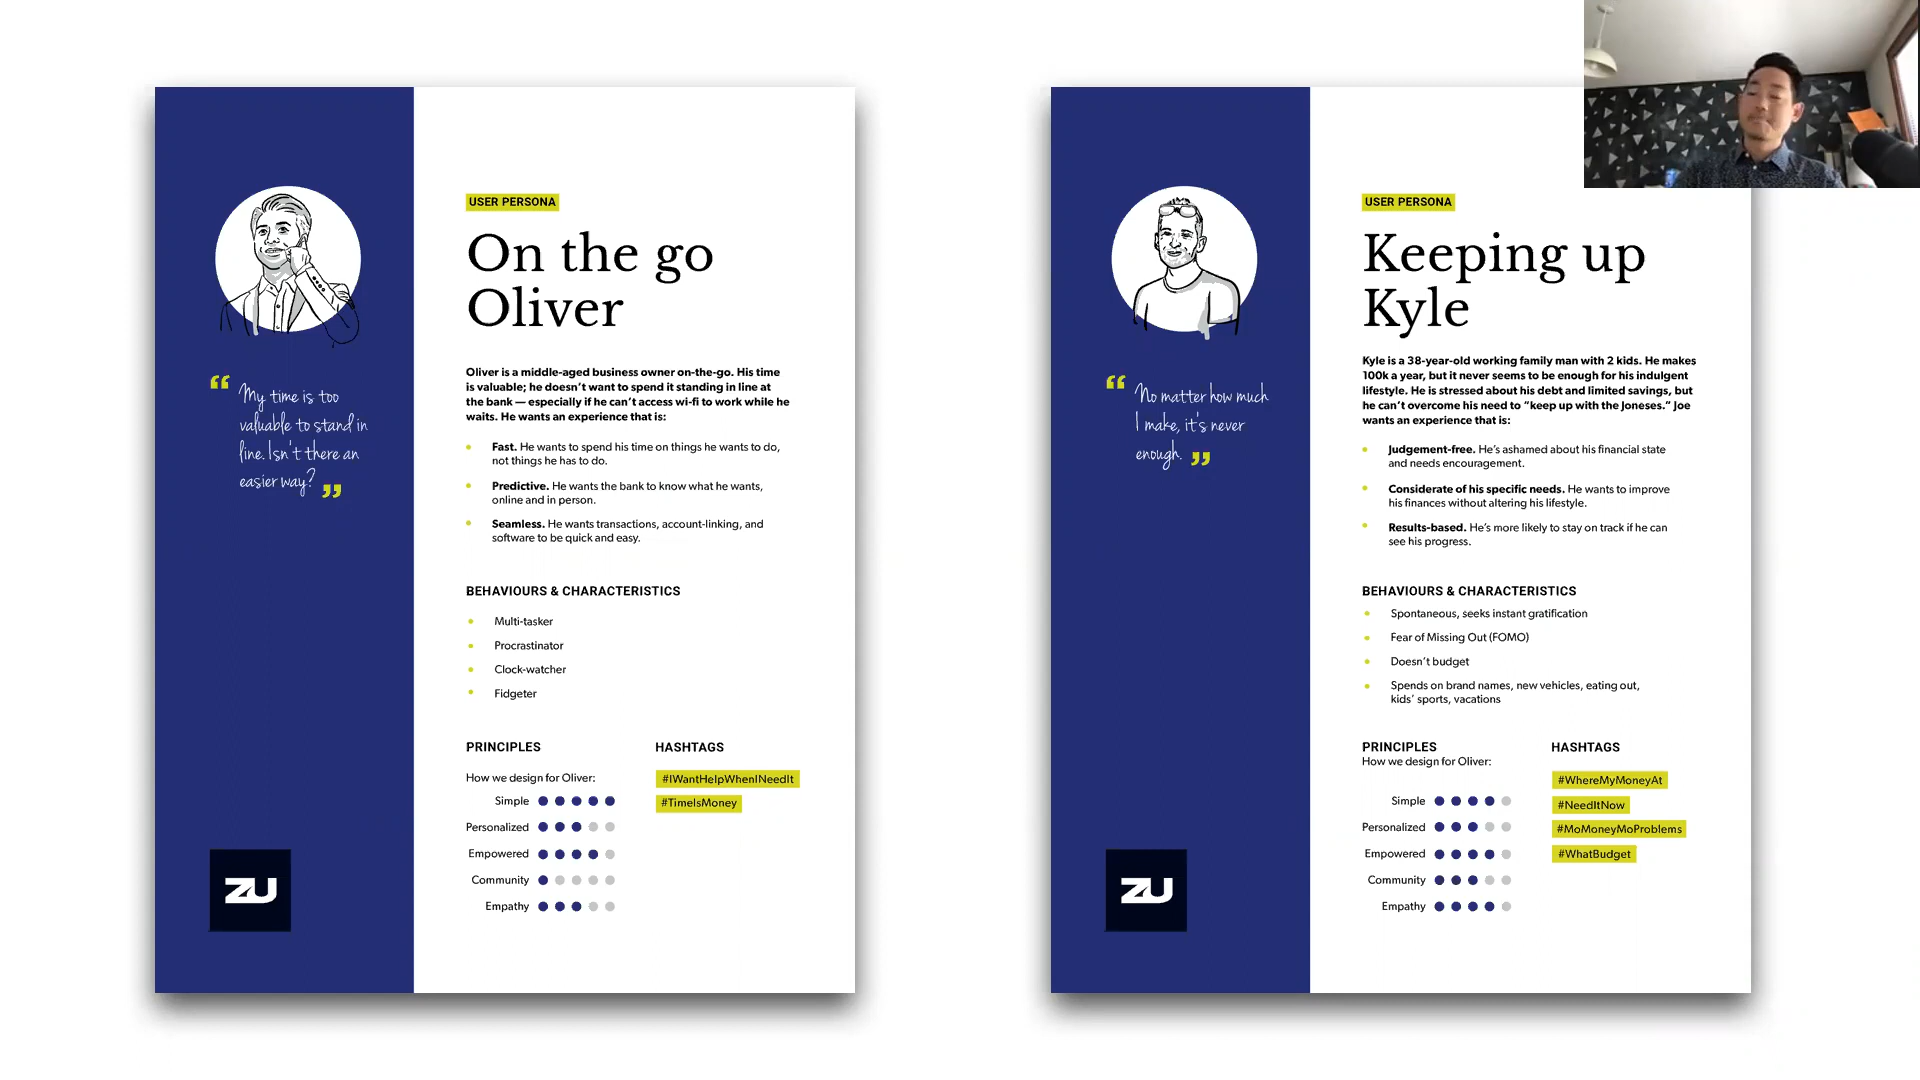 USER PERSONA
On the go
Oliver
“ My time is too
valuable to stand in
line. Isn't there an
easier way? ”
Oliver is a middle-aged business owner on-the-go. His time
is valuable; he doesn’t want to spend it standing in line at
the bank — especially if he can’t access wi-fi to work while he
waits. He wants an experience that is:
• Fast. He wants to spend his time on things he wants to do,
not things he has to do.
• Predictive. He wants the bank to know what he wants,
online and in person.
• Seamless. He wants transactions, account-linking, and
software to be quick and easy.
BEHAVIOURS & CHARACTERISTICS
• Multi-tasker
• Procrastinator
• Clock-watcher
• Fidgeter
PRINCIPLES
How we design for Oliver:
Simple
Personalized
Empowered
Community
Empathy
HASHTAGS
#IWantHelpWhenINeedIt
#TimeIsMoney
ZU
USER PERSONA
Keeping up
Kyle
“ No matter how much
I make, it's never
enough. ”
Kyle is a 38-year-old working family man with 2 kids. He makes
100k a year, but it never seems to be enough for his indulgent
lifestyle. He is stressed about his debt and limited savings, but
he can’t overcome his need to “keep up with the Joneses.” Joe
wants an experience that is:
• Judgement-free. He’s ashamed about his financial state
and needs encouragement.
• Considerate of his specific needs. He wants to improve
his finances without altering his lifestyle.
• Results-based. He’s more likely to stay on track if he can
see his progress.
BEHAVIOURS & CHARACTERISTICS
• Spontaneous, seeks instant gratification
• Fear of Missing Out (FOMO)
• Doesn’t budget
• Spends on brand names, new vehicles, eating out,
kids’ sports, vacations
PRINCIPLES
How we design for Oliver:
Simple
Personalized
Empowered
Community
Empathy
HASHTAGS
#WhereMyMoneyAt
#NeedItNow
#MoMoneyMoProblems
#WhatBudget
ZU